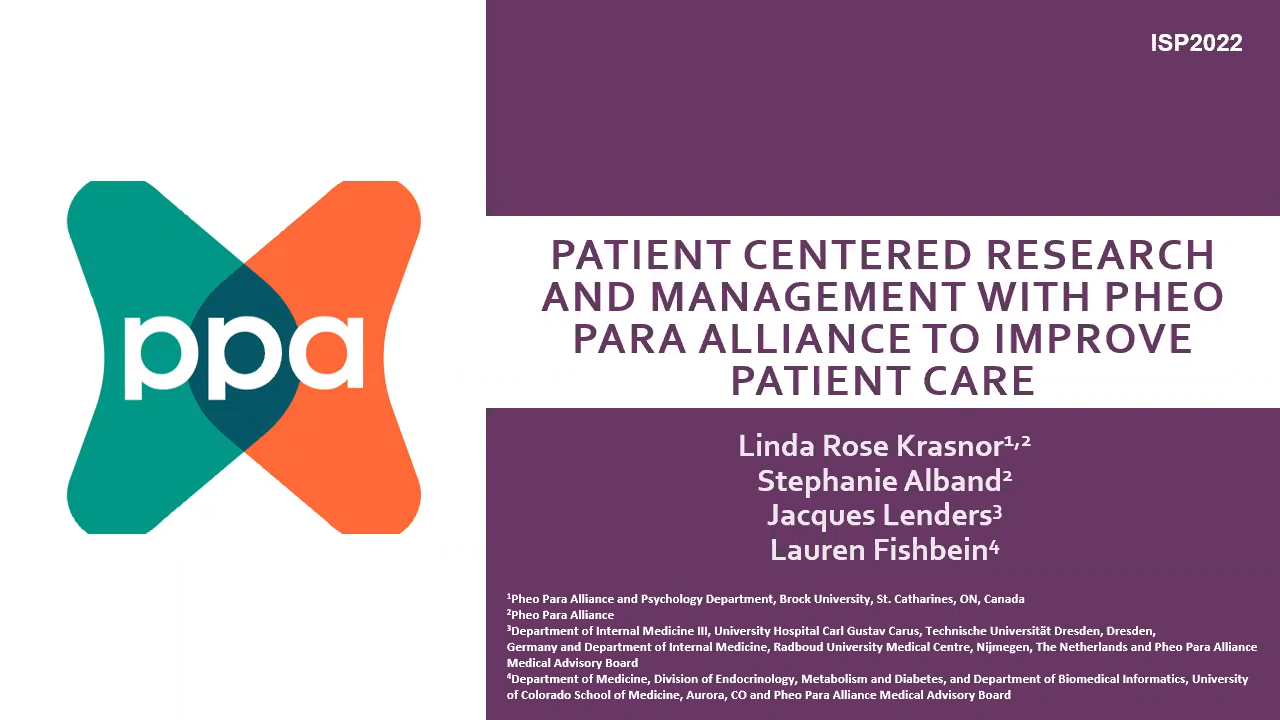 ISP2022
ppa
PATIENT CENTERED RESEARCH
AND MANAGEMENT WITH PHEO
PARA ALLIANCE TO IMPROVE
PATIENT CARE
Linda Rose Krasnor¹,²
Stephanie Alband²
Jacques Lenders³
Lauren Fishbein⁴
¹Pheo Para Alliance and Psychology Department, Brock University, St. Catharines, ON, Canada
²Pheo Para Alliance
³Department of Internal Medicine III, University Hospital Carl Gustav Carus, Technische Universität Dresden, Dresden,
Germany and Department of Internal Medicine, Radboud University Medical Centre, Nijmegen, The Netherlands and Pheo Para Alliance
Medical Advisory Board
⁴Department of Medicine, Division of Endocrinology, Metabolism and Diabetes, and Department of Biomedical Informatics, University
of Colorado School of Medicine, Aurora, CO and Pheo Para Alliance Medical Advisory Board